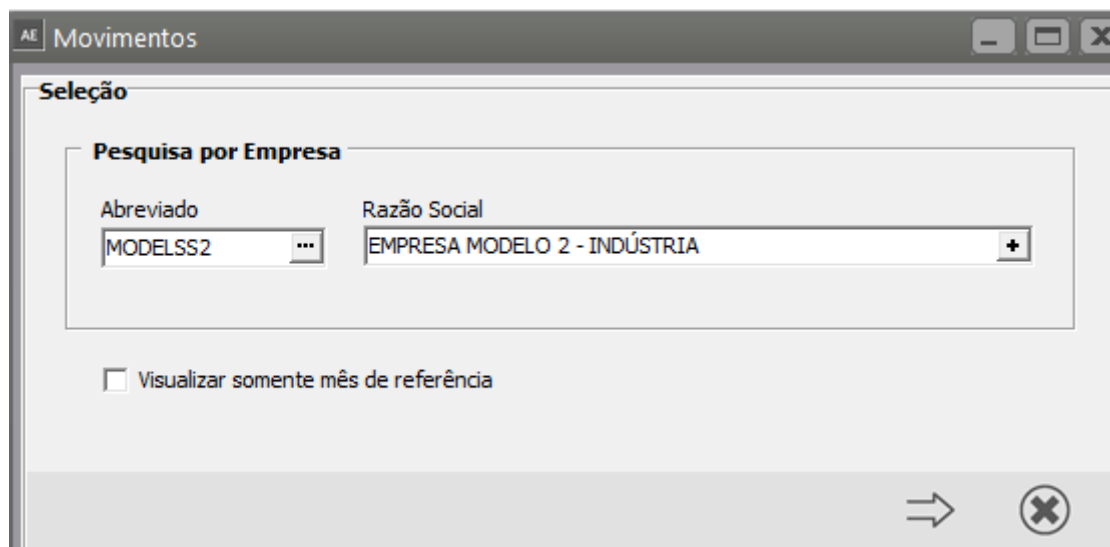 AE Movimentos
Seleção
Pesquisa por Empresa
Abreviado Razão Social
MODELSS2 ... EMPRESA MODELO 2 - INDÚSTRIA +
Visualizar somente mês de referência